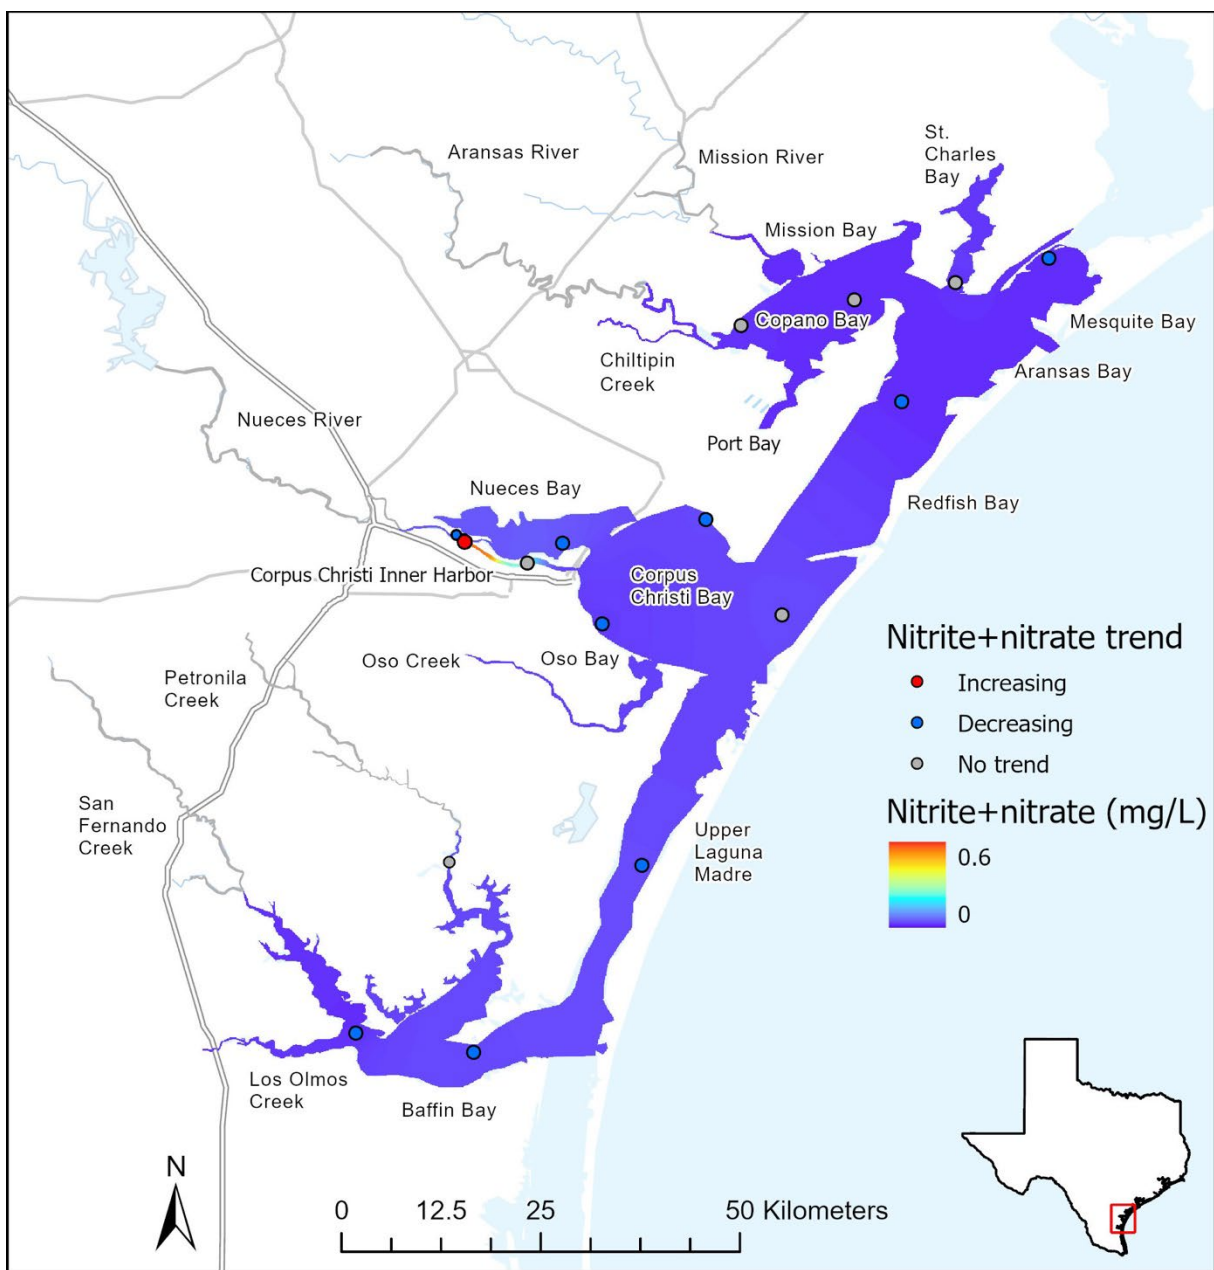 St.
Charles
Bay
Aransas River
Mission River
Mission Bay
Copano Bay
Mesquite Bay
Chiltipin
Creek
Aransas Bay
Nueces River
Port Bay
Nueces Bay
Redfish Bay
Corpus Christi Inner Harbor
Corpus
Christi Bay
Oso Creek
Oso Bay
Petronila
Creek
San
Fernando
Creek
Upper
Laguna
Madre
Los Olmos
Creek
Baffin Bay
Nitrite+nitrate trend
Increasing
Decreasing
No trend
Nitrite+nitrate (mg/L)
0.6
0
N
0 12.5 25 50 Kilometers